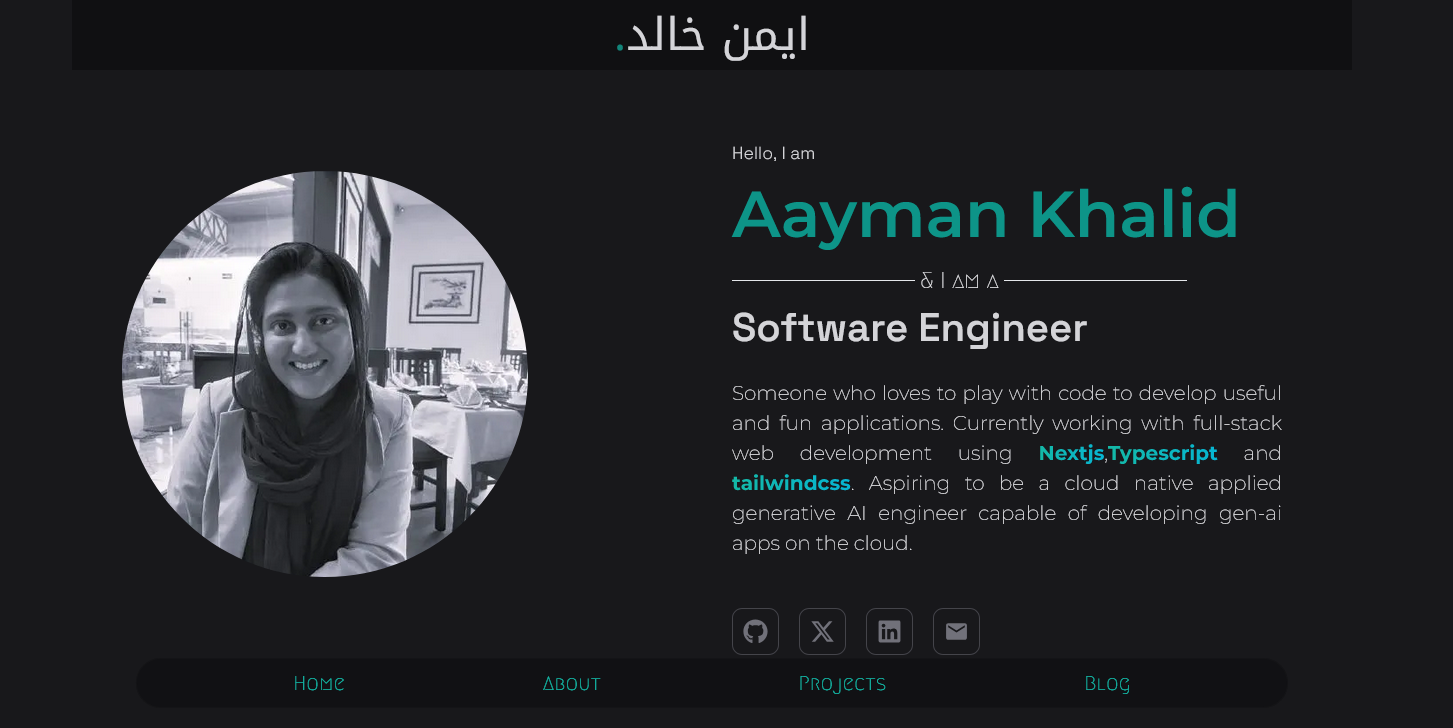 ايمن خالد.
Hello, I am
Aayman Khalid
& I am a
Software Engineer
Someone who loves to play with code to develop useful
and fun applications. Currently working with full-stack
web development using Nextjs,Typescript and
tailwindcss. Aspiring to be a cloud native applied
generative AI engineer capable of developing gen-ai
apps on the cloud.
Home About Projects Blog